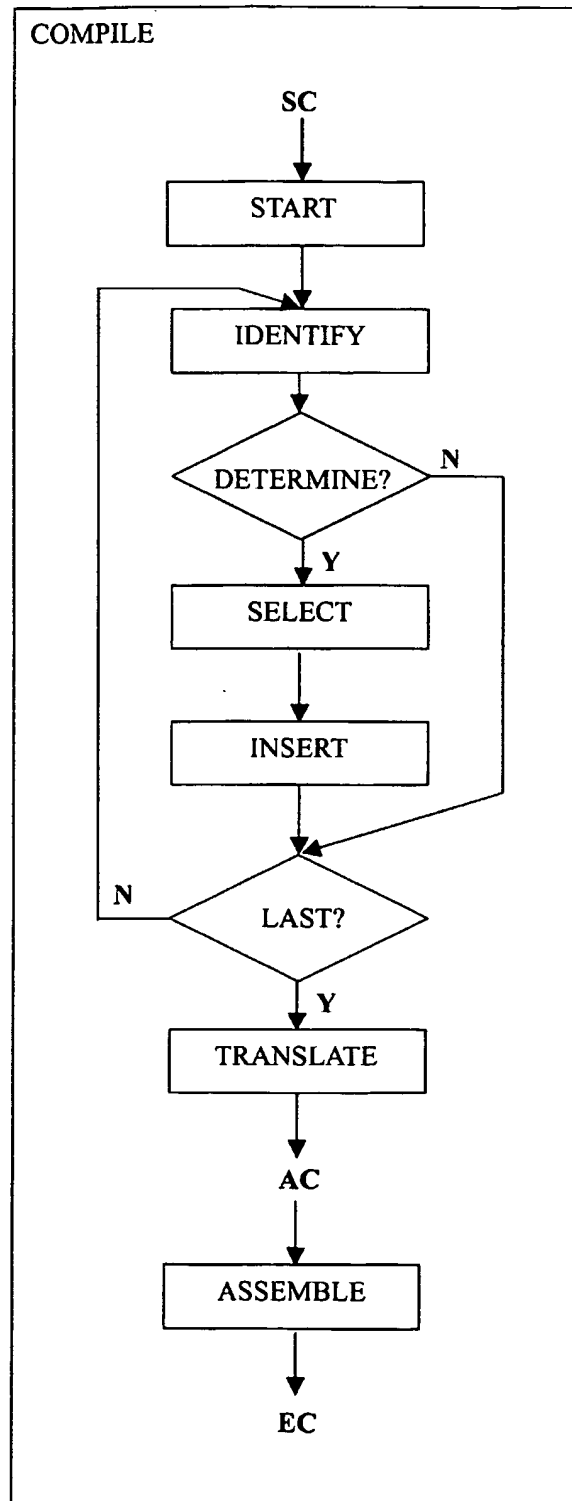 COMPILE
SC
START
IDENTIFY
DETERMINE?
N
Y
SELECT
INSERT
N
LAST?
Y
TRANSLATE
AC
ASSEMBLE
EC